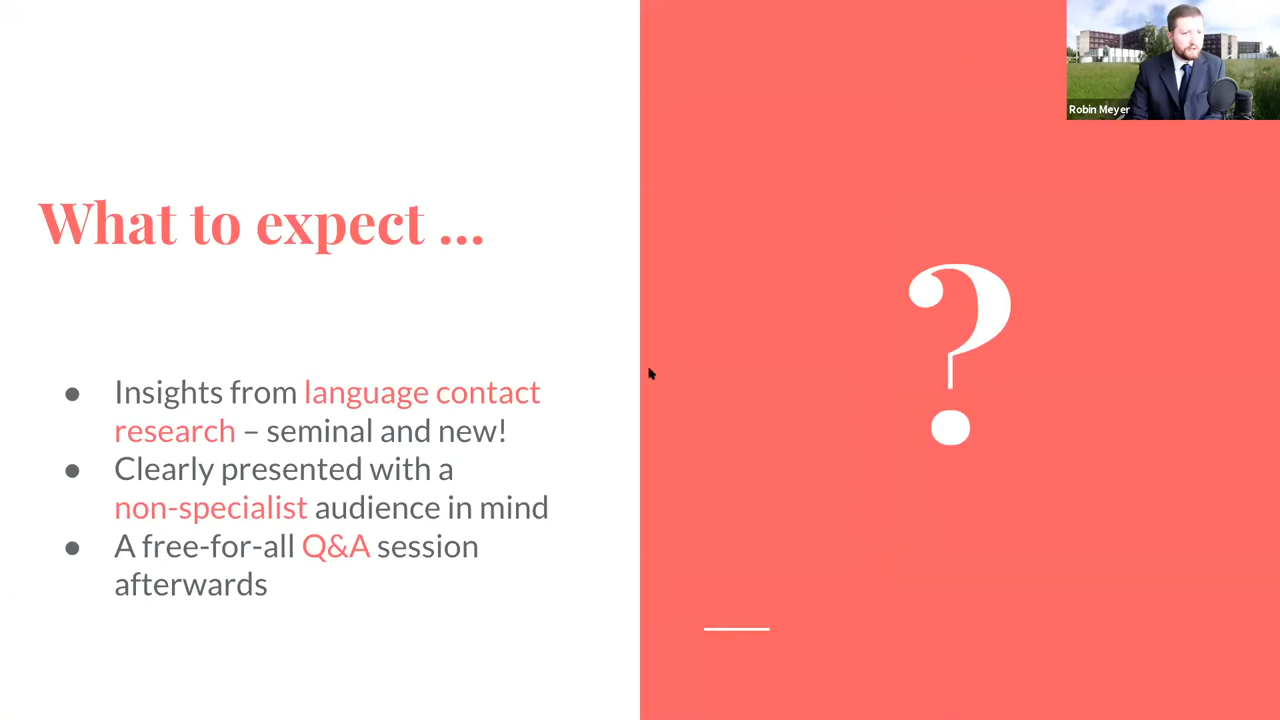 What to expect ...
● Insights from language contact
research – seminal and new!
● Clearly presented with a
non-specialist audience in mind
● A free-for-all Q&A session
afterwards
?
Robin Meyer